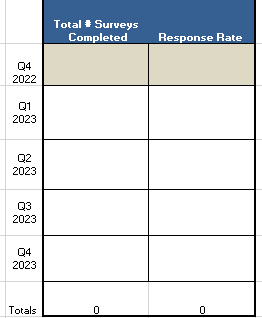 Total # Surveys
Completed Response Rate
Q4
2022
Q1
2023
Q2
2023
Q3
2023
Q4
2023
Totals 0 0